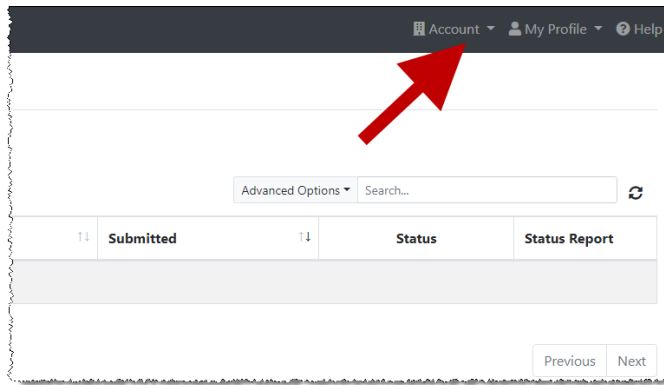 Account My Profile Help
Advanced Options Search...
Submitted Status Status Report
Previous Next